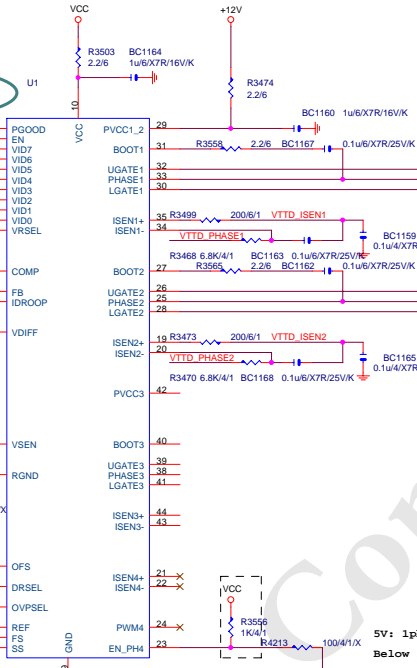 VCC
+12V
R3503
2.2/6
BC1164
1u/6/X7R/16V/K
U1
R3474
2.2/6
10
VCC
PGOOD
EN
VID7
VID6
VID5
VID4
VID3
VID2
VID1
VID0
VRSEL
COMP
FB
IDROOP
VDIFF
VSEN
RGND
OFS
DRSEL
OVPSEL
REF
FS
SS
GND
PVCC1_2 29
BC1160 1u/6/X7R/16V/K
BOOT1 31
R3558 2.2/6 BC1167 0.1u/6/X7R/25V/K
UGATE1 32
PHASE1 33
LGATE1 30
ISEN1+ 35
R3499 200/6/1 VTTD_ISEN1
ISEN1- 34
VTTD_PHASE1
BC1159
0.1u/4/X7R
R3468 6.8K/4/1 BC1163 0.1u/6/X7R/25V/K
BOOT2 27
R3565 2.2/6 BC1162 0.1u/6/X7R/25V/K
UGATE2 26
PHASE2 25
LGATE2 28
ISEN2+ 19
R3473 200/6/1 VTTD_ISEN2
ISEN2- 20
VTTD_PHASE2
BC1165
0.1u/4/X7R
R3470 6.8K/4/1 BC1168 0.1u/6/X7R/25V/K
PVCC3 42
BOOT3 40
UGATE3 39
PHASE3 38
LGATE3 41
ISEN3+ 44
ISEN3- 43
ISEN4+ 21
ISEN4- 22
VCC
R3556
1K/4/1
PWM4 24
EN_PH4 23
R4213 100/4/1/X
5V: 1p
Below
Con